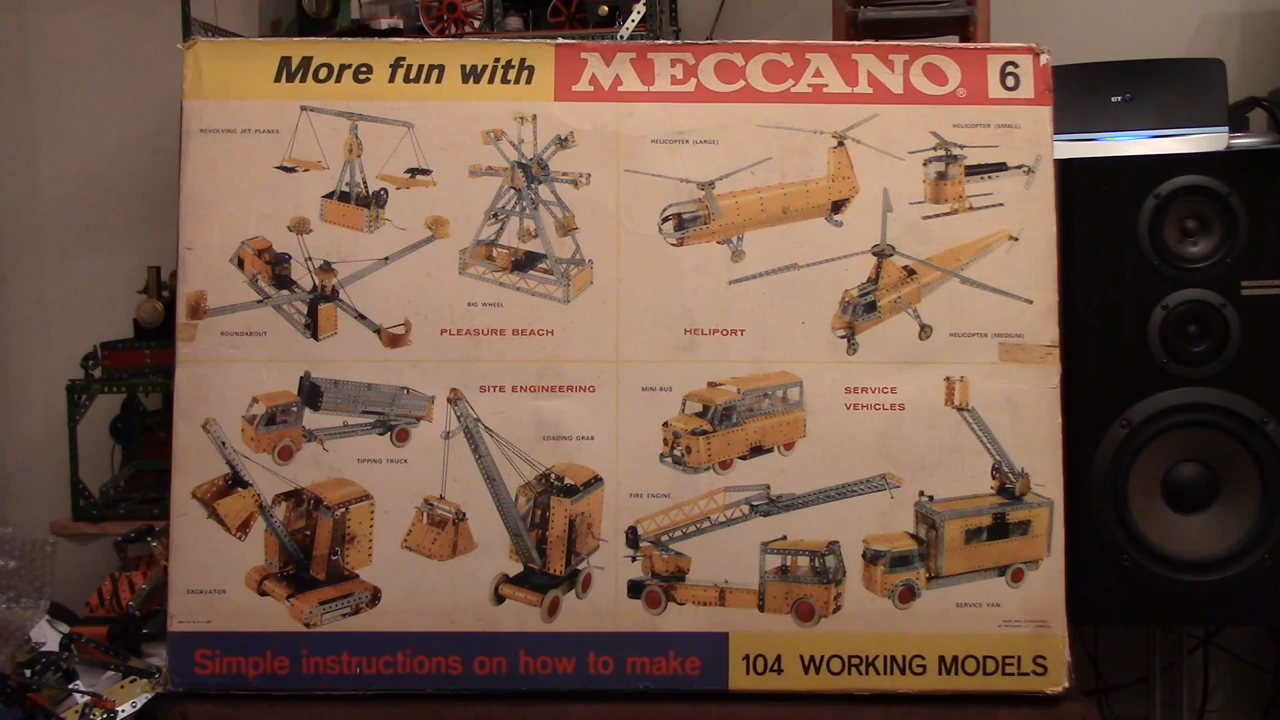 More fun with MECCANO® 6
REVOLVING JET PLANES
HELICOPTER (LARGE)
HELICOPTER (SMALL)
BIG WHEEL
ROUNDABOUT
PLEASURE BEACH
HELIPORT
HELICOPTER (MEDIUM)
SITE ENGINEERING
MINI-BUS
SERVICE
VEHICLES
LOADING GRAB
TIPPING TRUCK
FIRE ENGINE
EXCAVATOR
SERVICE VAN
Simple instructions on how to make 104 WORKING MODELS
BT